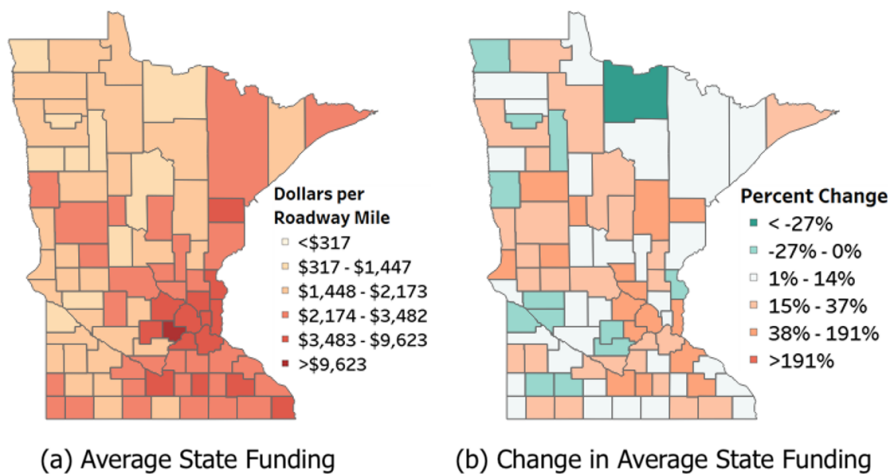 Dollars per
Roadway Mile
<$317
$317 - $1,447
$1,448 - $2,173
$2,174 - $3,482
$3,483 - $9,623
>$9,623
(a) Average State Funding
Percent Change
< -27%
-27% - 0%
1% - 14%
15% - 37%
38% - 191%
>191%
(b) Change in Average State Funding